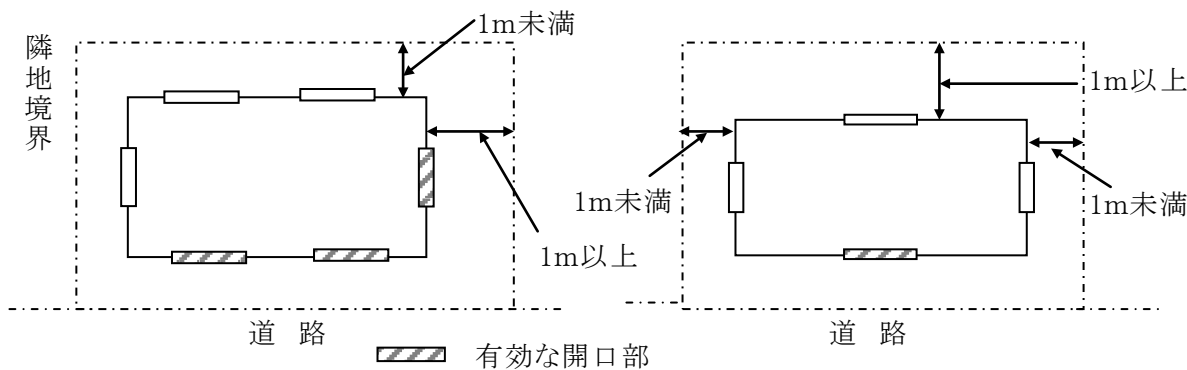 隣地境界
1m未満
1m以上
道 路
1m以上
1m未満
1m未満
道 路
有効な開口部